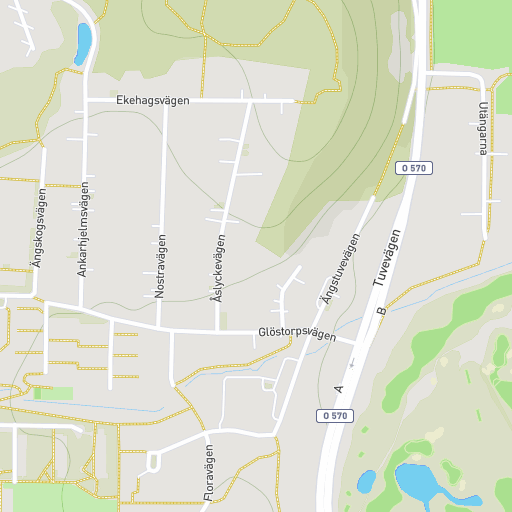 Ekehagsvägen
Utängarna
O 570
Ängskogsvägen
Ankarhjelmsvägen
Nostravägen
Åslyckevägen
Ängstuvevägen
Tuvevägen
B
Glöstorpsvägen
A
O 570
Floravägen